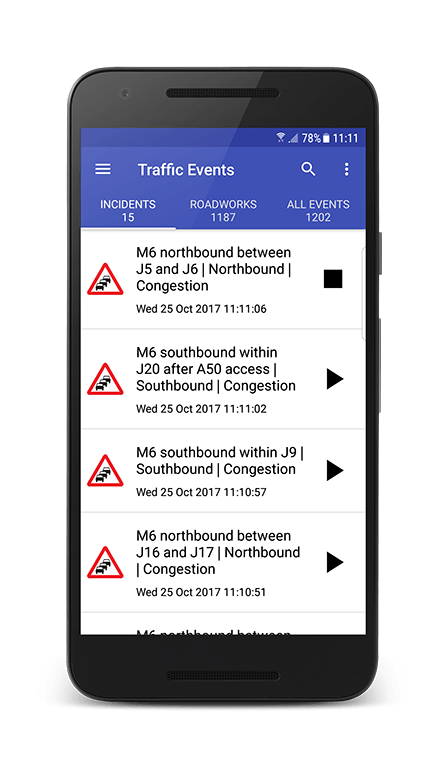 78% 11:11
Traffic Events
INCIDENTS
15
ROADWORKS
1187
ALL EVENTS
1202
M6 northbound between
J5 and J6 | Northbound |
Congestion
Wed 25 Oct 2017 11:11:06
M6 southbound within
J20 after A50 access |
Southbound | Congestion
Wed 25 Oct 2017 11:11:02
M6 southbound within J9 |
Southbound | Congestion
Wed 25 Oct 2017 11:10:57
M6 northbound between
J16 and J17 | Northbound
| Congestion
Wed 25 Oct 2017 11:10:51
M6 northbound between